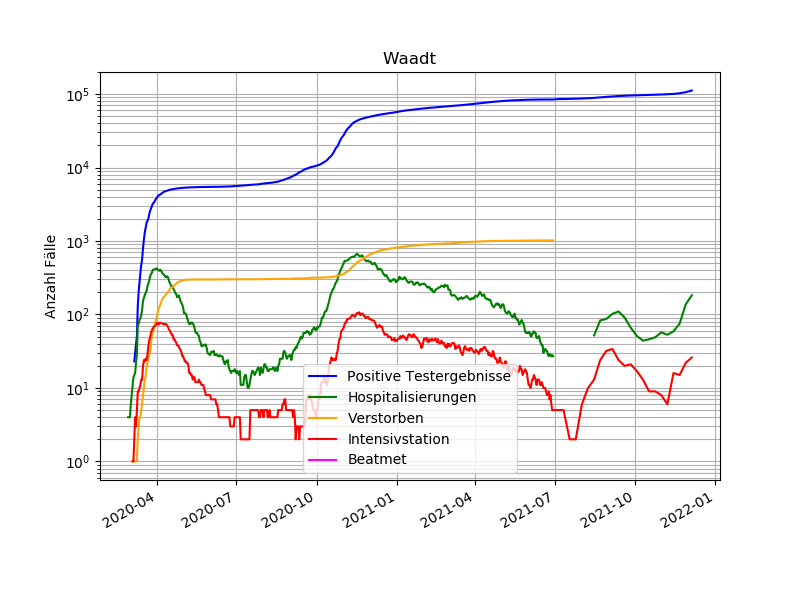 Waadt
Anzahl Fälle
10^5
10^4
10^3
10^2
10^1
10^0
Positive Testergebnisse
Hospitalisierungen
Verstorben
Intensivstation
Beatmet
2020-04
2020-07
2020-10
2021-01
2021-04
2021-07
2021-10
2022-01